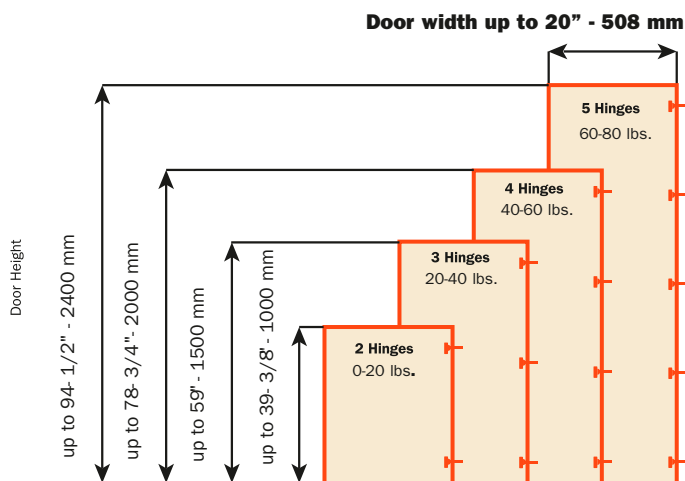 Door width up to 20” - 508 mm
5 Hinges
60-80 lbs.
4 Hinges
40-60 lbs.
3 Hinges
20-40 lbs.
2 Hinges
0-20 lbs.
Door Height
up to 94- 1/2" - 2400 mm
up to 78- 3/4"- 2000 mm
up to 59" - 1500 mm
up to 39- 3/8" - 1000 mm